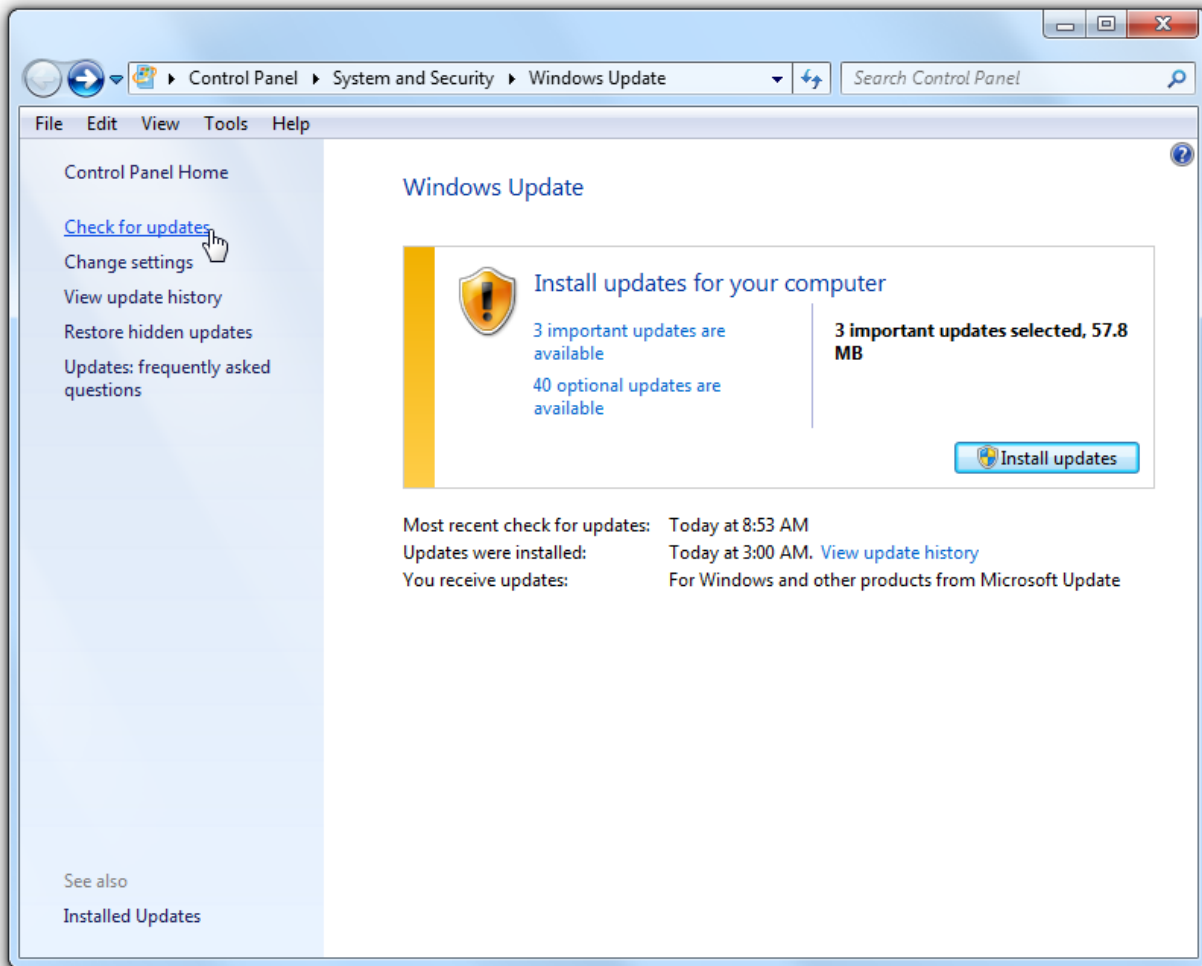 Control Panel System and Security Windows Update
Search Control Panel
File Edit View Tools Help
Control Panel Home
Check for updates
Change settings
View update history
Restore hidden updates
Updates: frequently asked
questions
See also
Installed Updates
Windows Update
Install updates for your computer
3 important updates are
available
40 optional updates are
available
3 important updates selected, 57.8
MB
Install updates
Most recent check for updates: Today at 8:53 AM
Updates were installed: Today at 3:00 AM. View update history
You receive updates: For Windows and other products from Microsoft Update